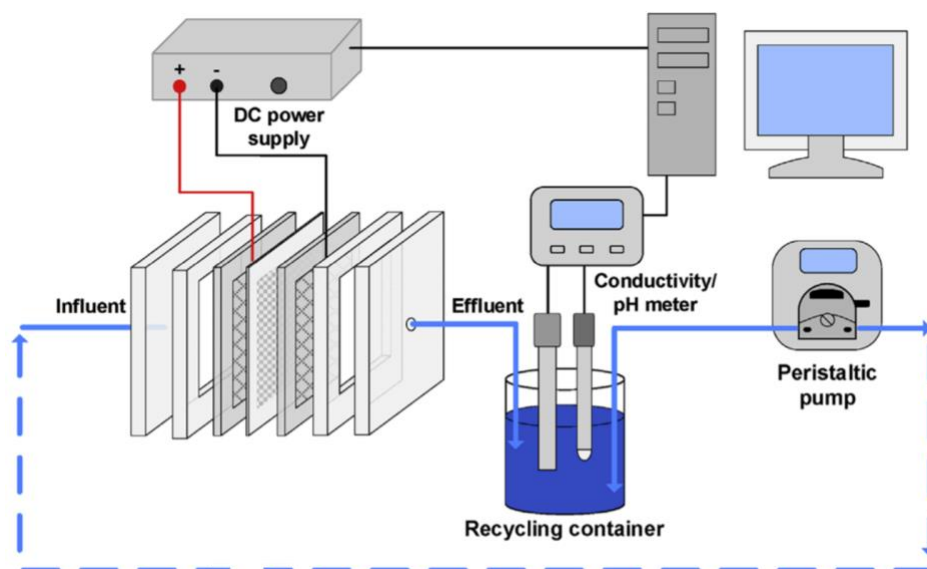 + -
DC power
supply
Influent
Effluent
Conductivity/
pH meter
Peristaltic
pump
Recycling container